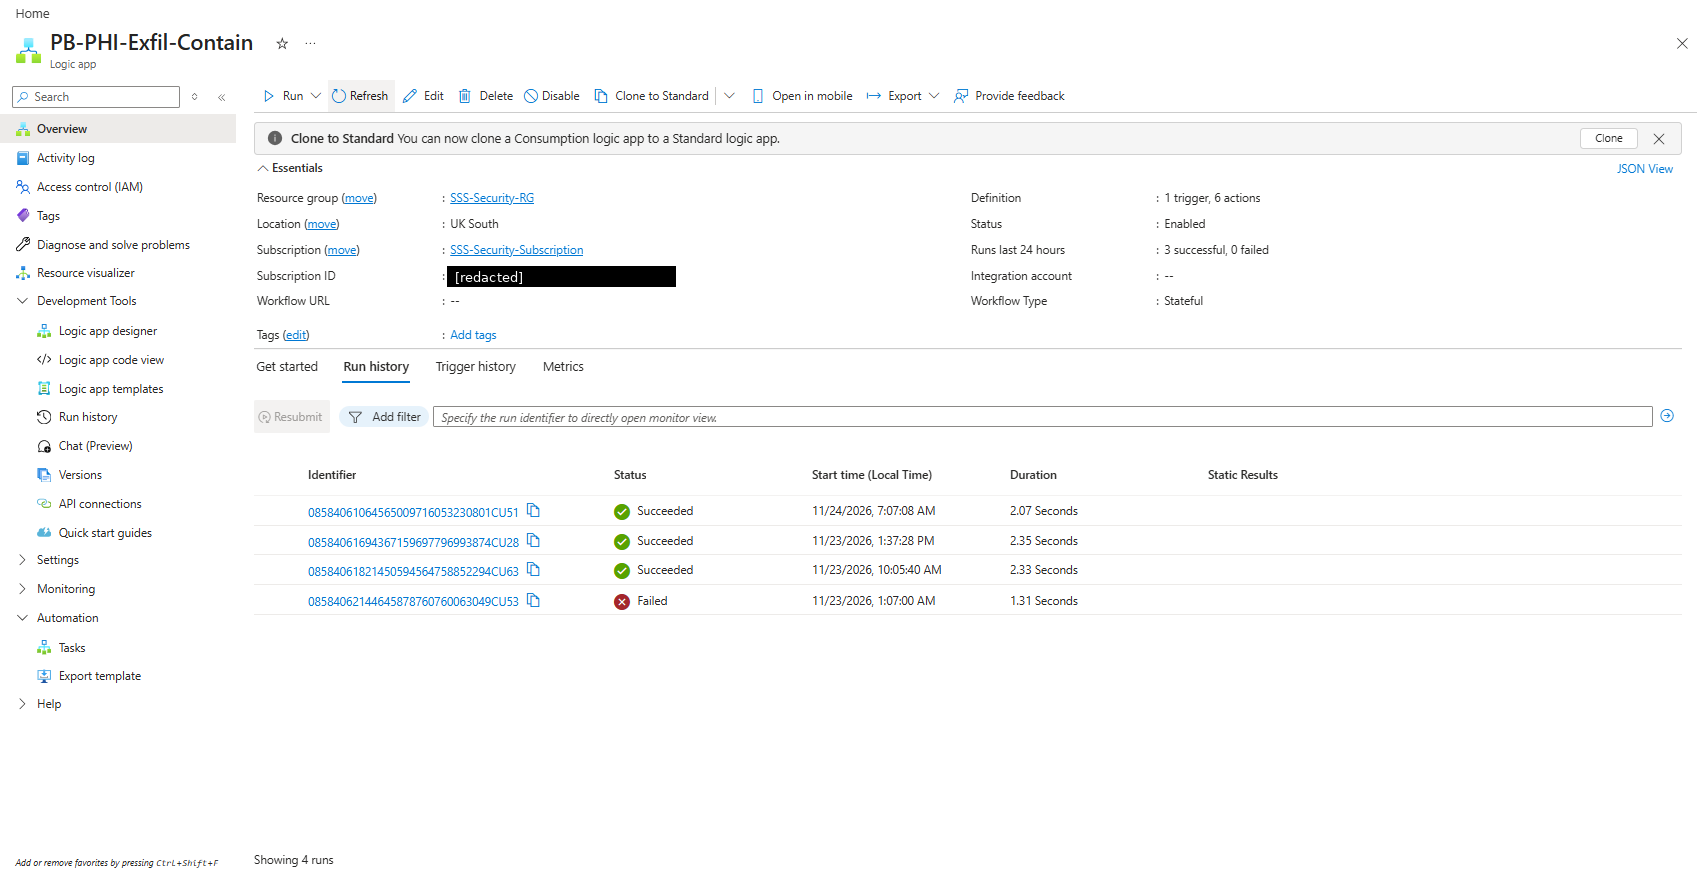 Home
PB-PHI-Exfil-Contain
Logic app
Search
Overview
Activity log
Access control (IAM)
Tags
Diagnose and solve problems
Resource visualizer
Development Tools
Logic app designer
Logic app code view
Logic app templates
Run history
Chat (Preview)
Versions
API connections
Quick start guides
Settings
Monitoring
Automation
Tasks
Export template
Help
Add or remove favorites by pressing Ctrl+Shift+F
Run Refresh Edit Delete Disable Clone to Standard Open in mobile Export Provide feedback
Clone to Standard You can now clone a Consumption logic app to a Standard logic app. Clone
Essentials JSON View
Resource group (move) : SSS-Security-RG
Location (move) : UK South
Subscription (move) : SSS-Security-Subscription
Subscription ID : [redacted]
Workflow URL : --
Definition : 1 trigger, 6 actions
Status : Enabled
Runs last 24 hours : 3 successful, 0 failed
Integration account : --
Workflow Type : Stateful
Tags (edit) : Add tags
Get started Run history Trigger history Metrics
Resubmit Add filter Specify the run identifier to directly open monitor view.
Identifier Status Start time (Local Time) Duration Static Results
08584061064565009716053230801CU51 Succeeded 11/24/2026, 7:07:08 AM 2.07 Seconds
08584061694367159697796993874CU28 Succeeded 11/23/2026, 1:37:28 PM 2.35 Seconds
08584061821450594564758852294CU63 Succeeded 11/23/2026, 10:05:40 AM 2.33 Seconds
08584062144645878760760063049CU53 Failed 11/23/2026, 1:07:00 AM 1.31 Seconds
Showing 4 runs